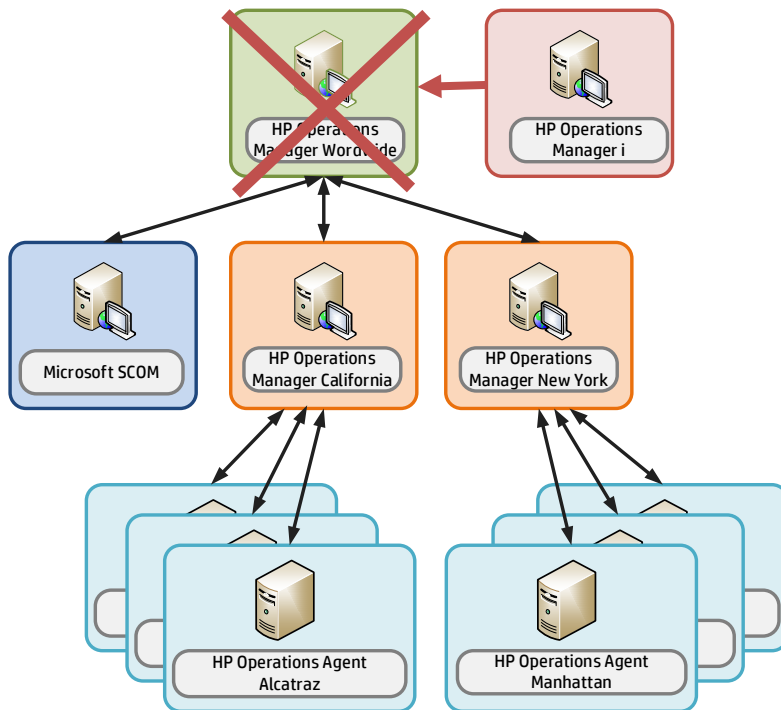 HP Operations
Manager Wordwide
HP Operations
Manager i
Microsoft SCOM
HP Operations
Manager California
HP Operations
Manager New York
HP Operations Agent
Alcatraz
HP Operations Agent
Manhattan